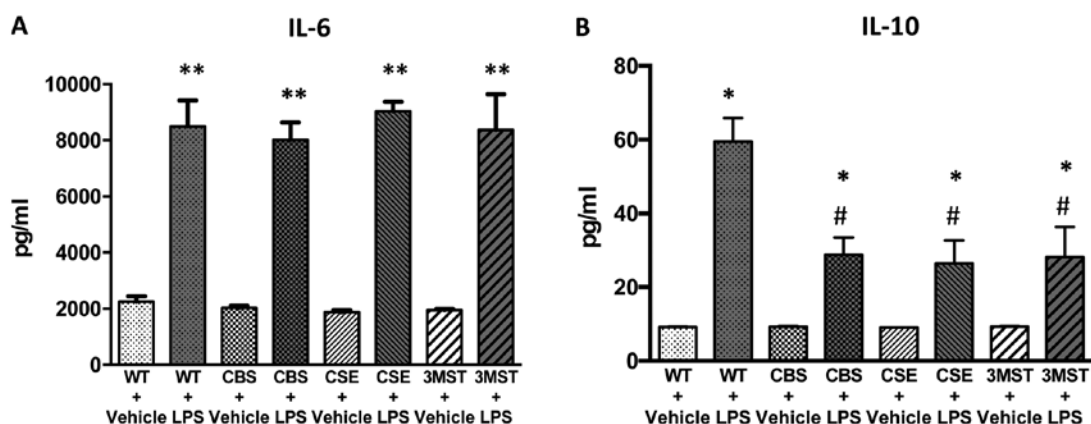 A
IL-6
pg/ml
10000
8000
6000
4000
2000
0
** ** ** **
WT WT CBS CBS CSE CSE 3MST 3MST
+ + + + + + + +
Vehicle LPS Vehicle LPS Vehicle LPS Vehicle LPS
B
IL-10
pg/ml
80
60
40
20
0
* * * *
# # #
WT WT CBS CBS CSE CSE 3MST 3MST
+ + + + + + + +
Vehicle LPS Vehicle LPS Vehicle LPS Vehicle LPS